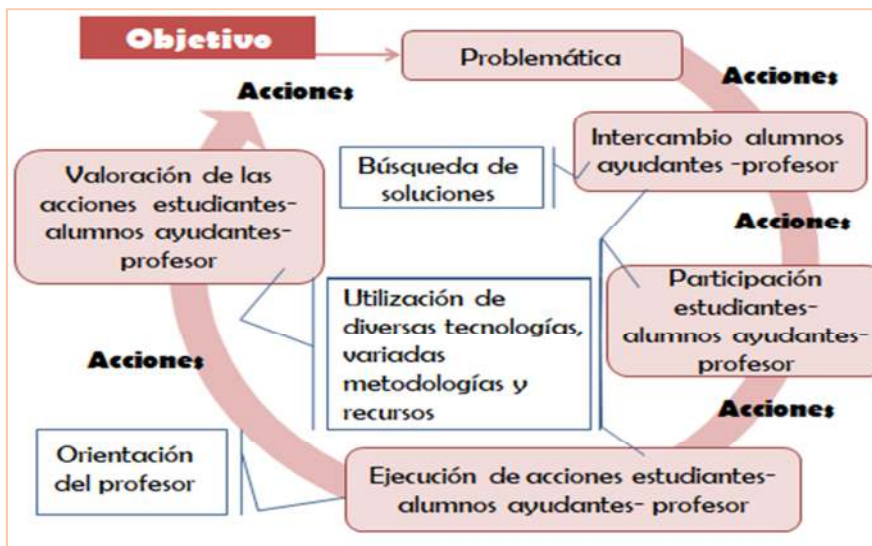 Objetivo
Problemática
Acciones
Acciones
Intercambio alumnos
ayudantes -profesor
Búsqueda de
soluciones
Valoración de las
acciones estudiantes-
alumnos ayudantes-
profesor
Acciones
Participación
estudiantes-
alumnos ayudantes-
profesor
Utilización de
diversas tecnologías,
variadas
metodologías y
recursos
Acciones
Acciones
Orientación
del profesor
Ejecución de acciones estudiantes-
alumnos ayudantes- profesor